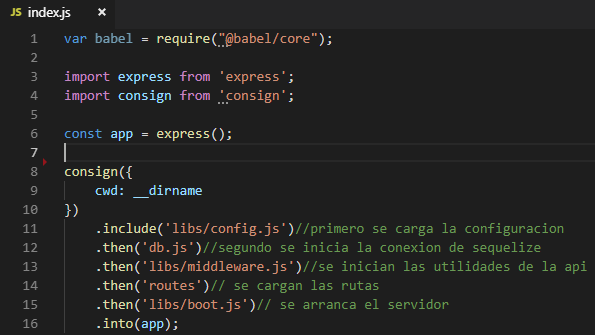 JS index.js ×
1 var babel = require("@babel/core");
2
3 import express from 'express';
4 import consign from 'consign';
5
6 const app = express();
7
8 consign({
9     cwd: __dirname
10 })
11     .include('libs/config.js')//primero se carga la configuracion
12     .then('db.js')//segundo se inicia la conexion de sequelize
13     .then('libs/middleware.js')//se inician las utilidades de la api
14     .then('routes')// se cargan las rutas
15     .then('libs/boot.js')// se arranca el servidor
16     .into(app);